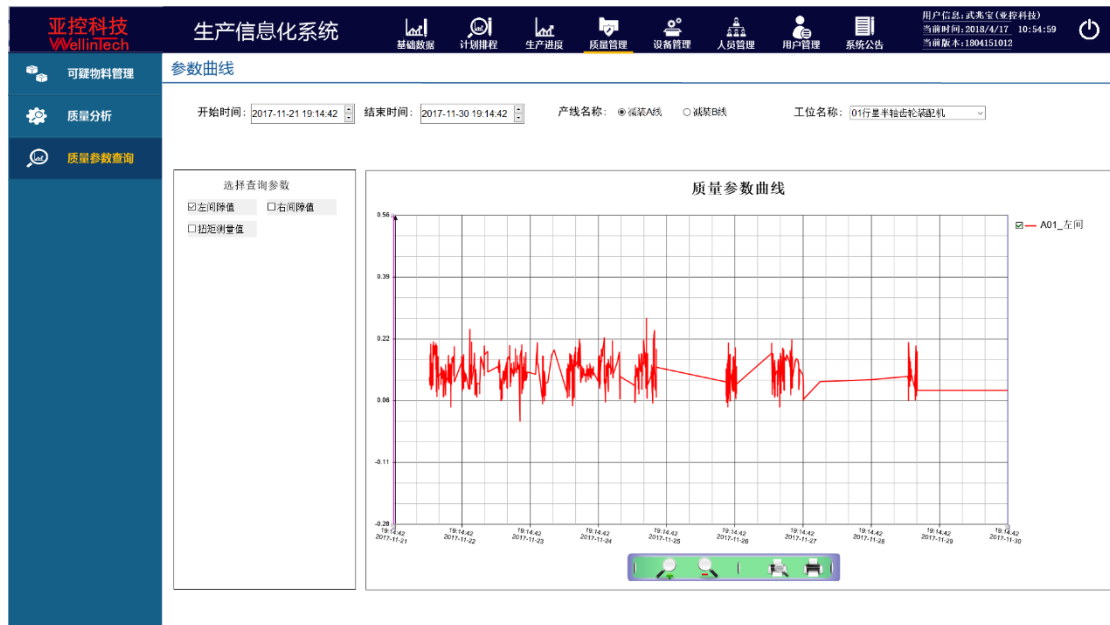 亚控科技
WellinTech
生产信息化系统
基础数据 计划排程 生产进度 质量管理 设备管理 人员管理 用户管理 系统公告
用户信息:武兆宝(亚控科技)
当前时间:2018/4/17 10:54:59
当前版本:1804151012
可疑物料管理
质量分析
质量参数查询
参数曲线
开始时间: 2017-11-21 19:14:42 结束时间: 2017-11-30 19:14:42 产线名称: 减装A线 减装B线 工位名称: 01行星半轴齿轮装配机
选择查询参数
左间隙值 右间隙值
扭矩测量值
质量参数曲线
A01_左间
0.56
0.39
0.22
0.06
-0.11
-0.28
19:14:42 19:14:42 19:14:42 19:14:42 19:14:42 19:14:42 19:14:42 19:14:42 19:14:42 19:14:42
2017-11-21 2017-11-22 2017-11-23 2017-11-24 2017-11-25 2017-11-26 2017-11-27 2017-11-28 2017-11-29 2017-11-30